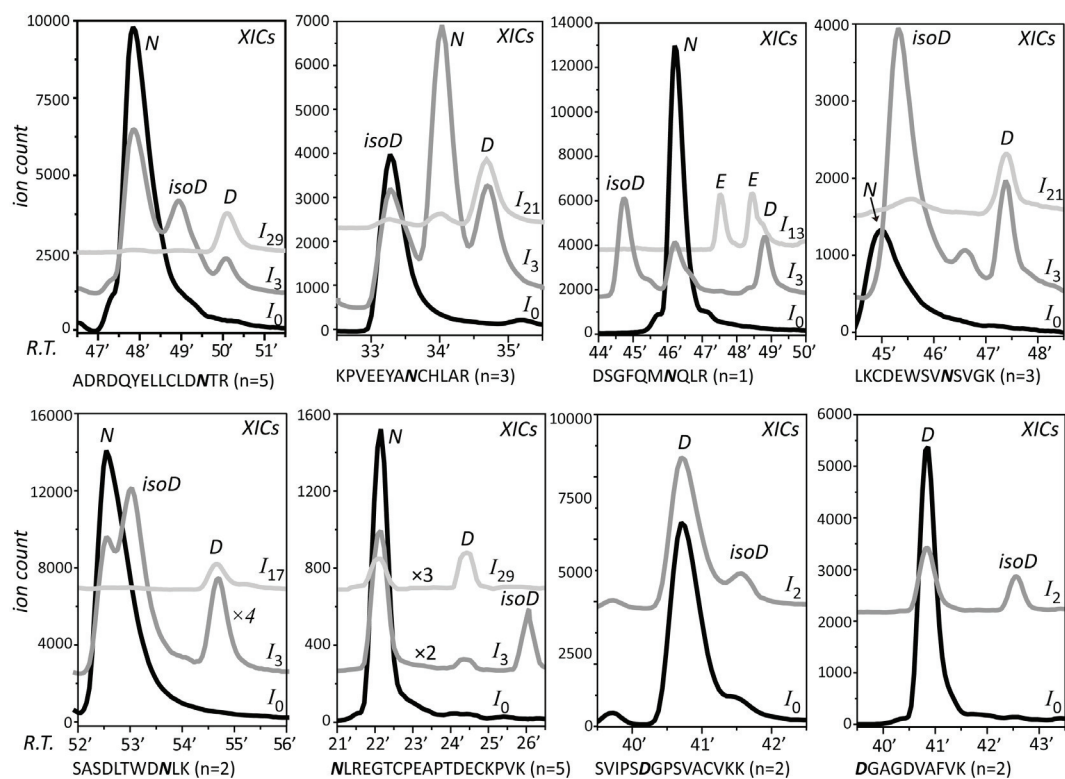 ion count
10000
7500
5000
2500
0
XICs
N
isoD
D
I29
I3
I0
R.T.
47′ 48′ 49′ 50′ 51′
ADRDQYELLCLDNTR (n=5)
7000
6000
5000
4000
3000
2000
1000
0
XICs
N
isoD
D
I21
I3
I0
33′ 34′ 35′
KPVEEYANCHLAR (n=3)
14000
12000
10000
8000
6000
4000
2000
0
XICs
N
isoD
E
E
D
I13
I3
I0
44′ 45′ 46′ 47′ 48′ 49′ 50′
DSGFQMNQLR (n=1)
4000
3000
2000
1000
0
XICs
isoD
N
D
I21
I3
I0
45′ 46′ 47′ 48′
LKCDEWSVNSVGK (n=3)
ion count
16000
12000
8000
4000
0
XICs
N
isoD
D
I17
×4
I3
I0
R.T.
52 53′ 54′ 55′ 56′
SASDLTWDNLK (n=2)
1600
1200
800
400
0
XICs
N
D
×3
I29
isoD
×2
I3
I0
21 22′ 23′ 24′ 25′ 26′
NLREGTCPEAPTDECKPVK (n=5)
10000
7500
5000
2500
0
XICs
D
isoD
I2
I0
40′ 41′ 42′
SVIPSDGPSVACVKK (n=2)
6000
5000
4000
3000
2000
1000
0
XICs
D
isoD
I2
I0
40′ 41′ 42′ 43′
DGAGDVAFVK (n=2)